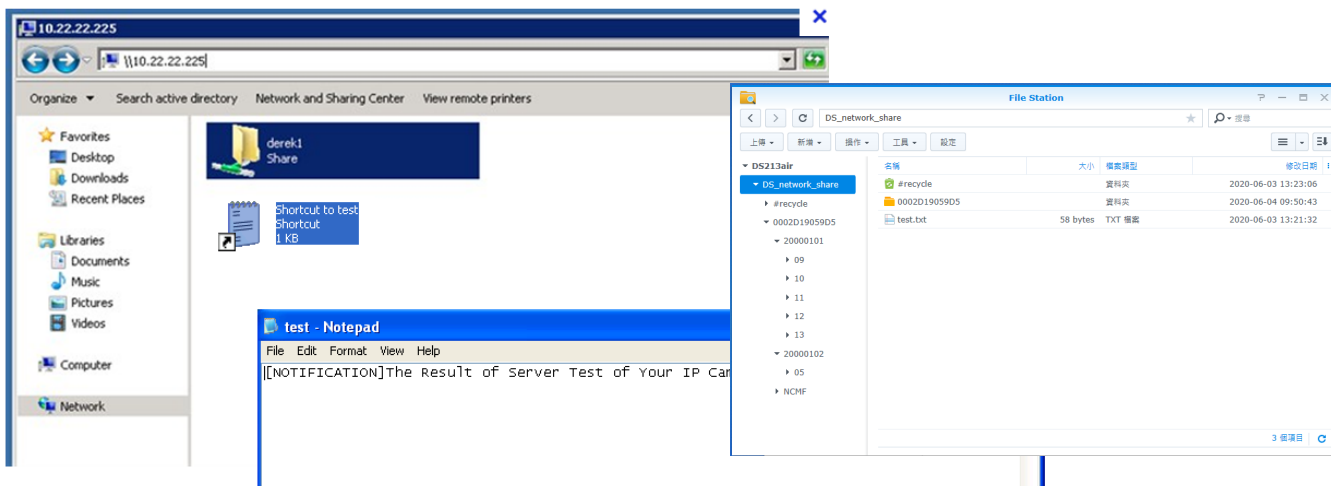 10.22.22.225
\\10.22.22.225
Organize Search active directory Network and Sharing Center View remote printers
Favorites
Desktop
Downloads
Recent Places
Libraries
Documents
Music
Pictures
Videos
Computer
Network
derek1
Share
Shortcut to test
Shortcut
1 KB
test - Notepad
File Edit Format View Help
[NOTIFICATION]The Result of Server Test of Your IP Cam
File Station
DS_network_share
搜尋
上傳 新增 操作 工具 設定
DS213air
DS_network_share
#recycle
0002D19059D5
20000101
09
10
11
12
13
20000102
05
NCMF
名稱 大小 檔案類型 修改日期
#recycle 資料夾 2020-06-03 13:23:06
0002D19059D5 資料夾 2020-06-04 09:50:43
test.txt 58 bytes TXT 檔案 2020-06-03 13:21:32
3 個項目